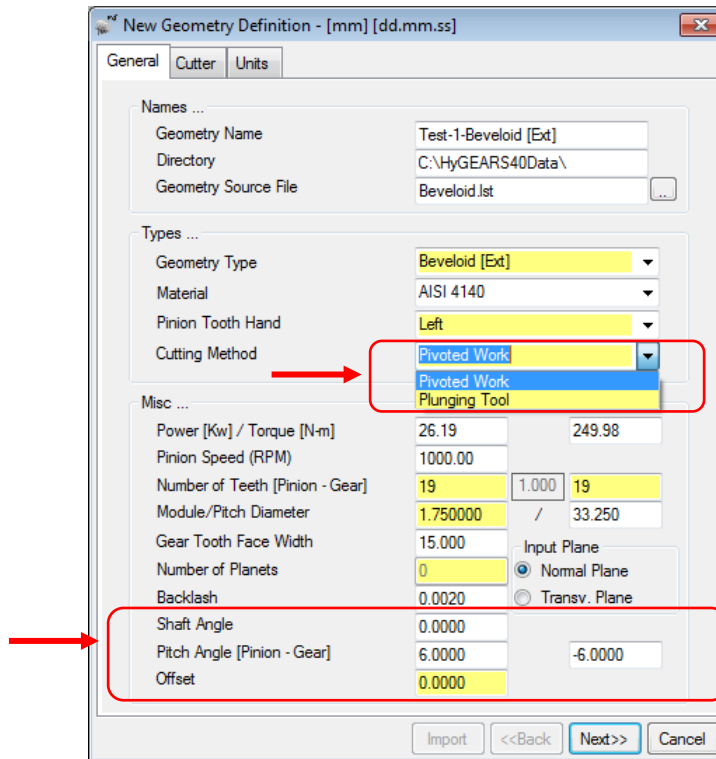 New Geometry Definition - [mm] [dd.mm.ss]
General Cutter Units
Names ...
Geometry Name Test-1-Beveloid [Ext]
Directory C:\HyGEARS40Data\
Geometry Source File Beveloid.lst ..
Types ...
Geometry Type Beveloid [Ext]
Material AISI 4140
Pinion Tooth Hand Left
Cutting Method Pivoted Work
Pivoted Work
Plunging Tool
Misc ...
Power [Kw] / Torque [N-m] 26.19 249.98
Pinion Speed (RPM) 1000.00
Number of Teeth [Pinion - Gear] 19 1.000 19
Module/Pitch Diameter 1.750000 / 33.250
Gear Tooth Face Width 15.000 Input Plane
Number of Planets 0 Normal Plane
Backlash 0.0020 Transv. Plane
Shaft Angle 0.0000
Pitch Angle [Pinion - Gear] 6.0000 -6.0000
Offset 0.0000
Import <<Back Next>> Cancel